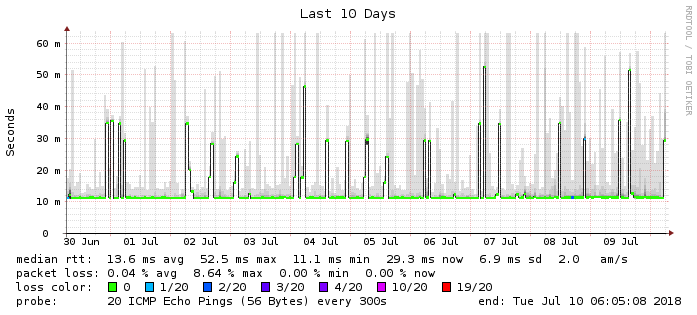 Last 10 Days
RRDTOOL / TOBI OETIKER
Seconds
60 m
50 m
40 m
30 m
20 m
10 m
0
30 Jun 01 Jul 02 Jul 03 Jul 04 Jul 05 Jul 06 Jul 07 Jul 08 Jul 09 Jul
median rtt: 13.6 ms avg 52.5 ms max 11.1 ms min 29.3 ms now 6.9 ms sd 2.0 am/s
packet loss: 0.04 % avg 8.64 % max 0.00 % min 0.00 % now
loss color: 0 1/20 2/20 3/20 4/20 10/20 19/20
probe: 20 ICMP Echo Pings (56 Bytes) every 300s end: Tue Jul 10 06:05:08 2018